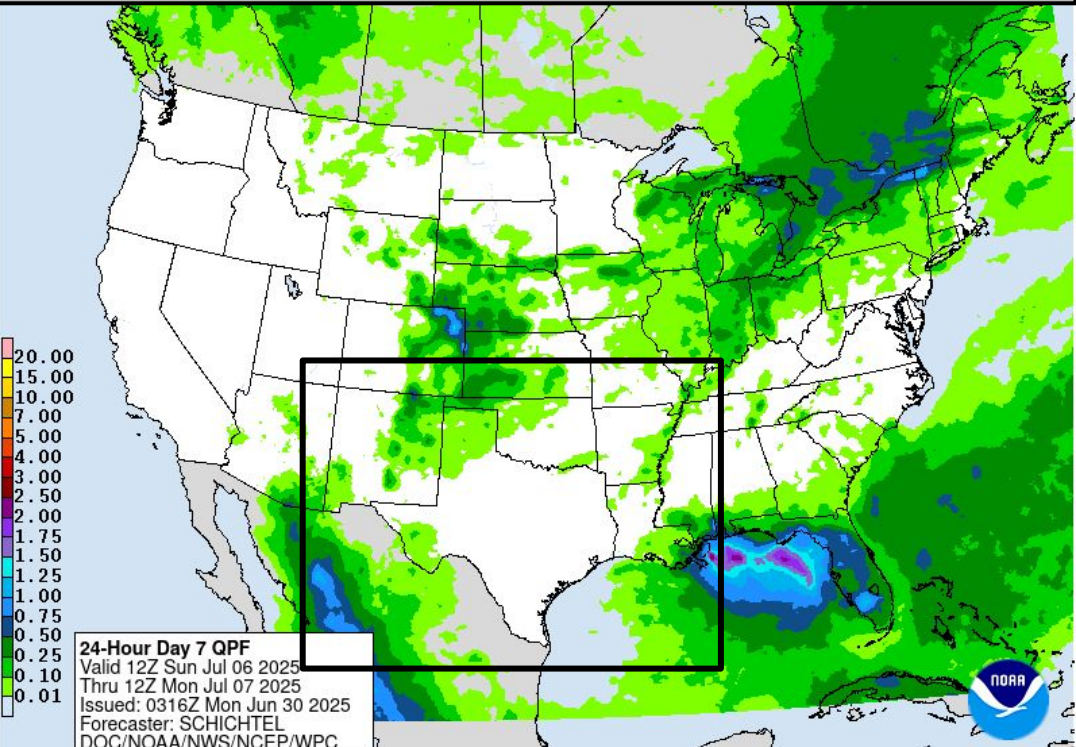 20.00
15.00
10.00
7.00
5.00
4.00
3.00
2.50
2.00
1.75
1.50
1.25
1.00
0.75
0.50
0.25
0.10
0.01
24-Hour Day 7 QPF
Valid 12Z Sun Jul 06 2025
Thru 12Z Mon Jul 07 2025
Issued: 0316Z Mon Jun 30 2025
Forecaster: SCHICHTEL
DOC/NOAA/NWS/NCEP/WPC
NOAA